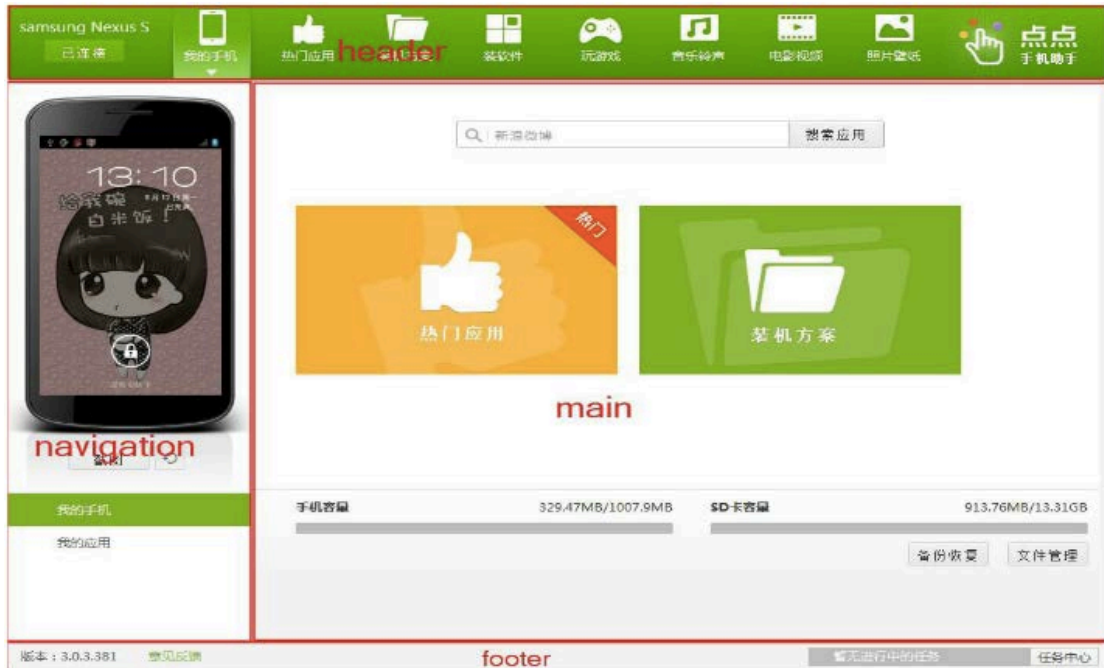 samsung Nexus S
已连接
我的手机
热门应用
header
装软件
玩游戏
音乐铃声
电影视频
照片壁纸
点点
手机助手
新浪微博
搜索应用
13:10
给我碗
白米饭！
热门
热门应用
装机方案
main
navigation
截图
我的手机
我的应用
手机容量
329.47MB/1007.9MB
SD卡容量
913.76MB/13.31GB
备份恢复
文件管理
版本：3.0.3.381
意见反馈
footer
暂无进行中的任务
任务中心